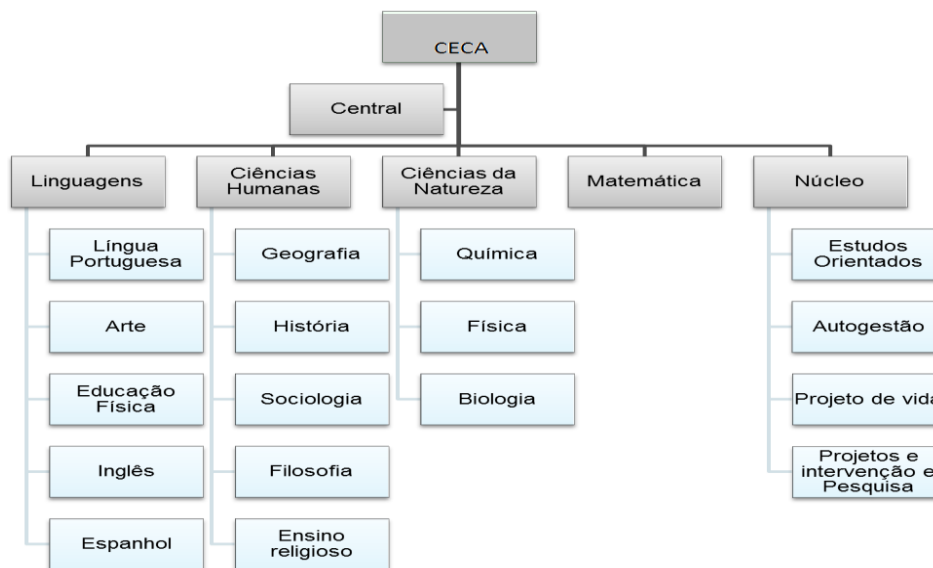 CECA
Central
Linguagens
Ciências
Humanas
Ciências da
Natureza
Matemática
Núcleo
Língua
Portuguesa
Arte
Educação
Física
Inglês
Espanhol
Geografia
História
Sociologia
Filosofia
Ensino
religioso
Química
Física
Biologia
Estudos
Orientados
Autogestão
Projeto de vida
Projetos e
intervenção e
Pesquisa